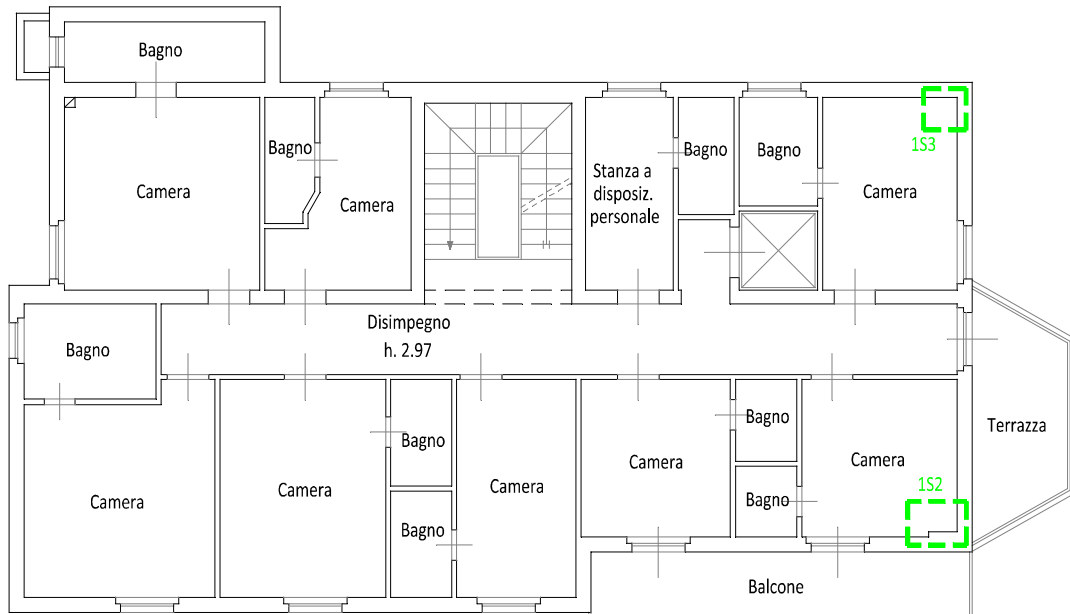 Bagno
1S3
Bagno
Bagno
Bagno
Stanza a
disposiz.
personale
Camera
Camera
Camera
Disimpegno
h. 2.97
Bagno
Bagno
Terrazza
Bagno
Camera
Camera
Camera
Camera
Camera
1S2
Bagno
Bagno
Balcone